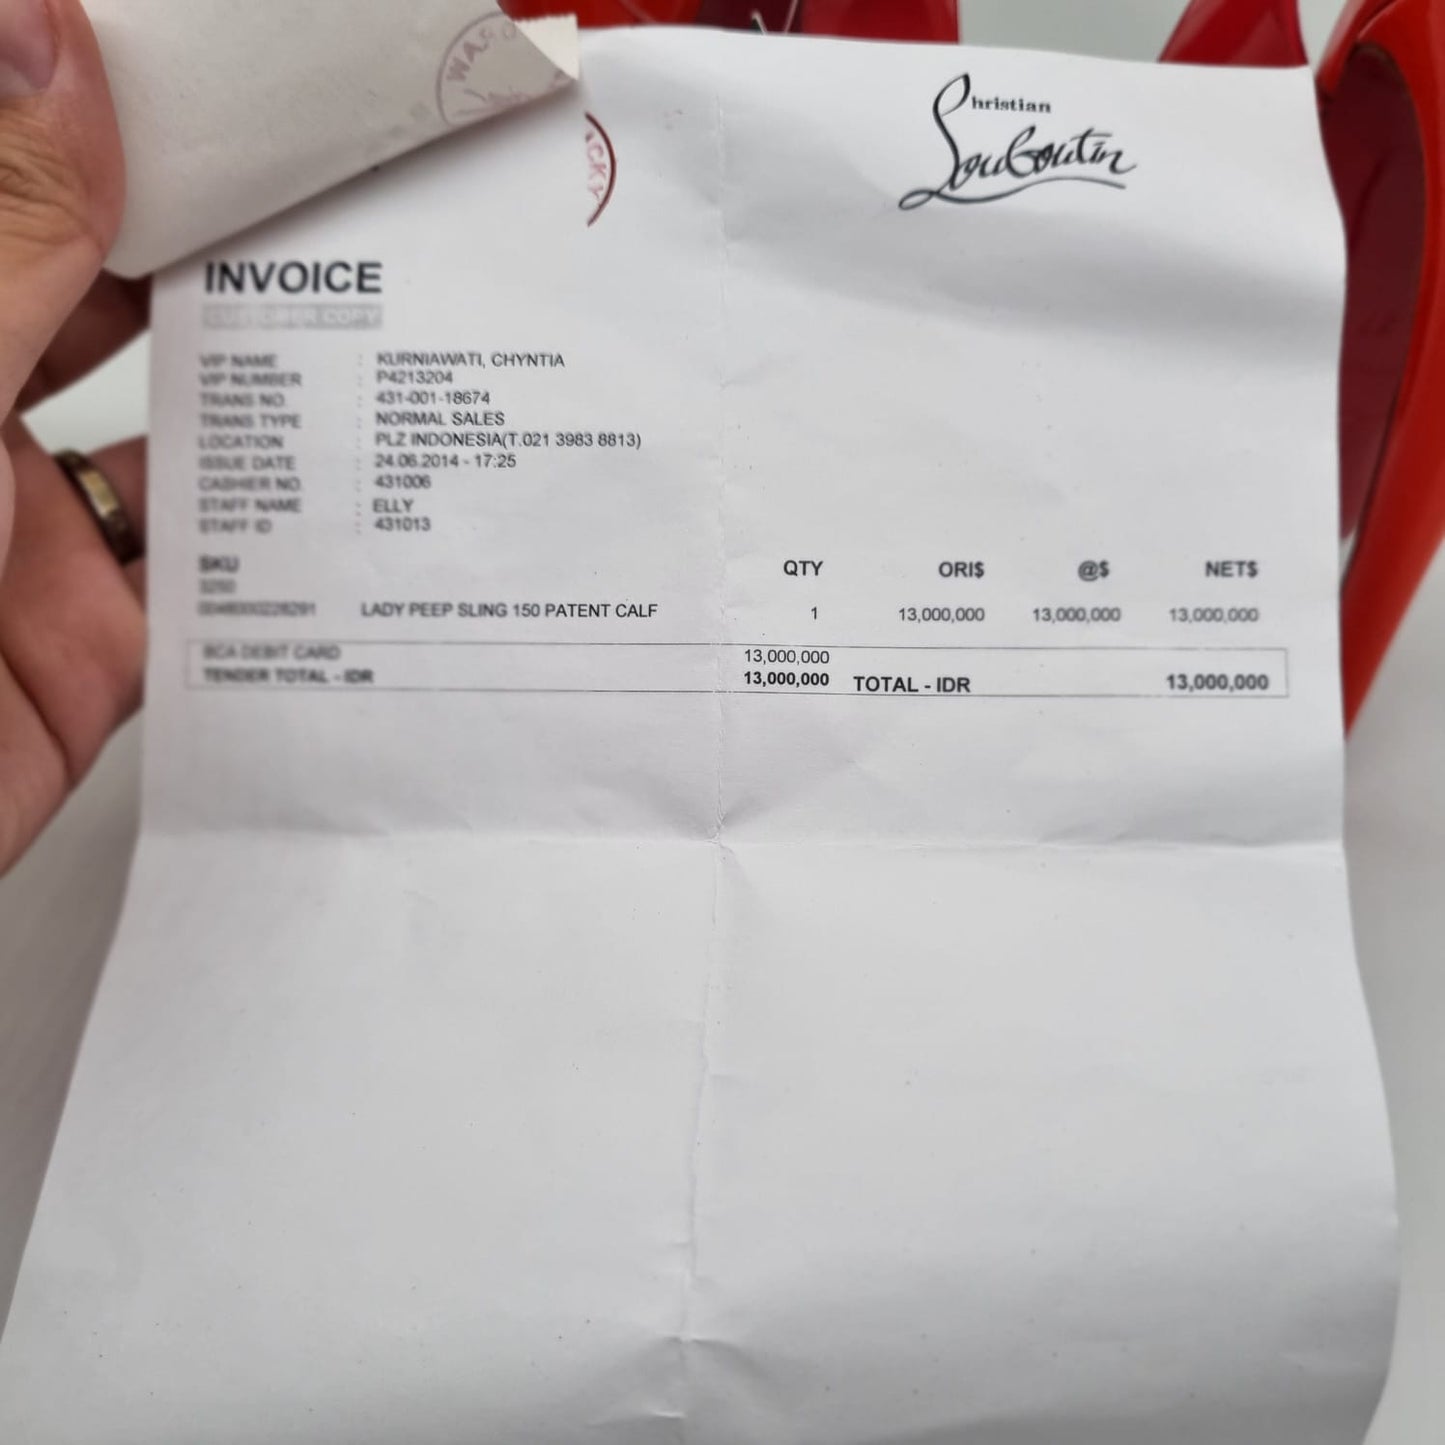 WASO
ACKY
Christian
Louboutin
INVOICE
CUSTOMER COPY
VIP NAME : KURNIAWATI, CHYNTIA
VIP NUMBER : P4213204
TRANS NO. : 431-001-18674
TRANS TYPE : NORMAL SALES
LOCATION : PLZ INDONESIA(T.021 3983 8813)
ISSUE DATE : 24.06.2014 - 17:25
CASHIER NO. : 431006
STAFF NAME : ELLY
STAFF ID : 431013
SKU QTY ORI$ @$ NET$
LADY PEEP SLING 150 PATENT CALF 1 13,000,000 13,000,000 13,000,000
BCA DEBIT CARD 13,000,000
TENDER TOTAL - IDR 13,000,000 TOTAL - IDR 13,000,000